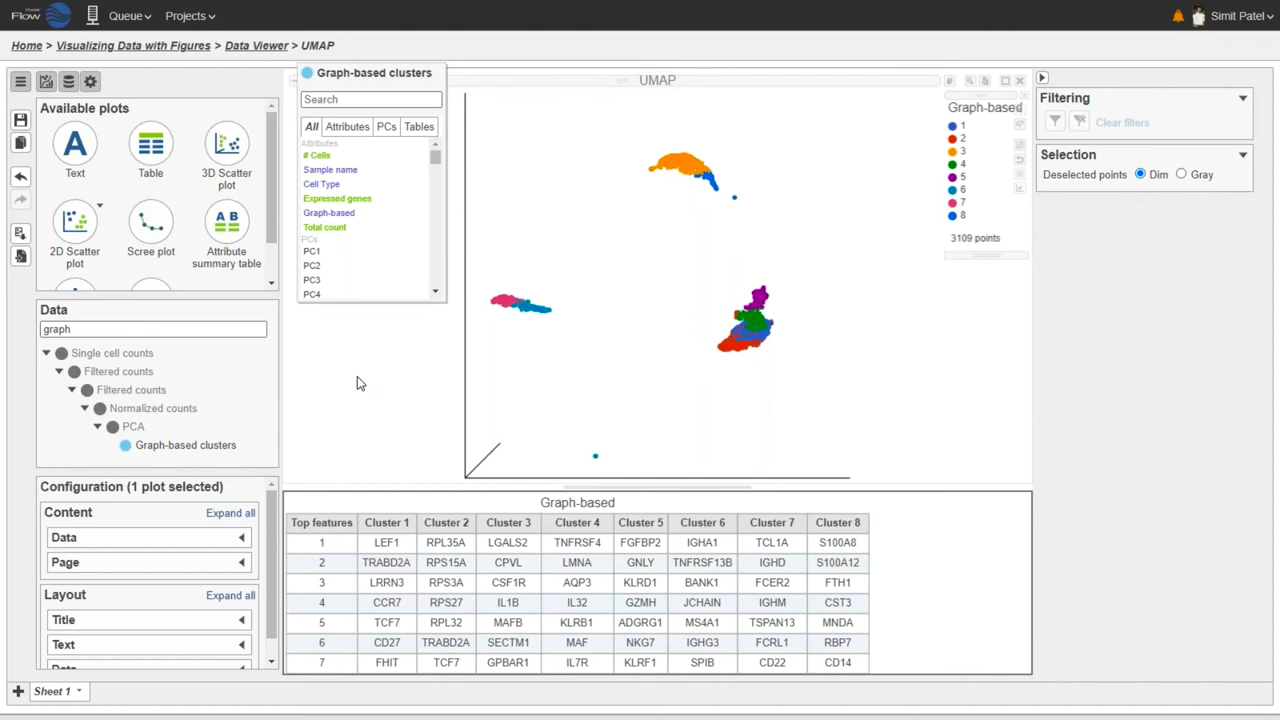 Flow Queue Projects Simit Patel
Home > Visualizing Data with Figures > Data Viewer > UMAP
Available plots
Text Table 3D Scatter plot
2D Scatter plot Scree plot Attribute summary table
Data
graph
Single cell counts
Filtered counts
Filtered counts
Normalized counts
PCA
Graph-based clusters
Configuration (1 plot selected)
Content Expand all
Data
Page
Layout Expand all
Title
Text
Sheet 1
Graph-based clusters
Search
All Attributes PCs Tables
Attributes
# Cells
Sample name
Cell Type
Expressed genes
Graph-based
Total count
PCs
PC1
PC2
PC3
PC4
UMAP
Graph-based
1
2
3
4
5
6
7
8
3109 points
Graph-based
Top features Cluster 1 Cluster 2 Cluster 3 Cluster 4 Cluster 5 Cluster 6 Cluster 7 Cluster 8
1 LEF1 RPL35A LGALS2 TNFRSF4 FGFBP2 IGHA1 TCL1A S100A8
2 TRABD2A RPS15A CPVL LMNA GNLY TNFRSF13B IGHD S100A12
3 LRRN3 RPS3A CSF1R AQP3 KLRD1 BANK1 FCER2 FTH1
4 CCR7 RPS27 IL1B IL32 GZMH JCHAIN IGHM CST3
5 TCF7 RPL32 MAFB KLRB1 ADGRG1 MS4A1 TSPAN13 MNDA
6 CD27 TRABD2A SECTM1 MAF NKG7 IGHG3 FCRL1 RBP7
7 FHIT TCF7 GPBAR1 IL7R KLRF1 SPIB CD22 CD14
Filtering
Clear filters
Selection
Deselected points Dim Gray